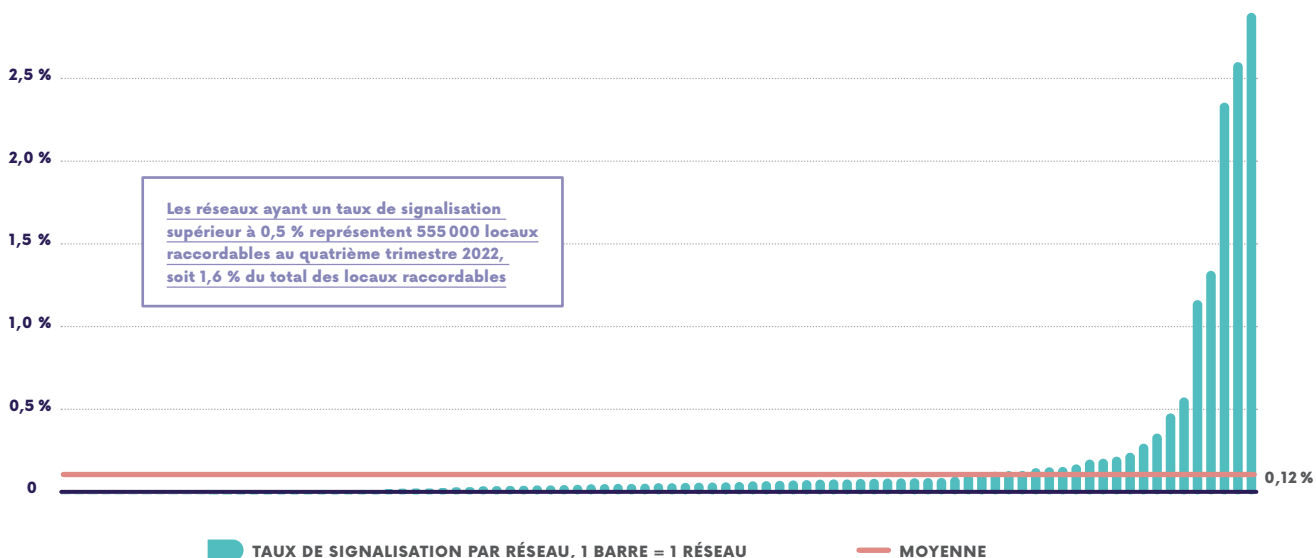 2,5 %
2,0 %
Les réseaux ayant un taux de signalisation
supérieur à 0,5 % représentent 555 000 locaux
raccordables au quatrième trimestre 2022,
soit 1,6 % du total des locaux raccordables
1,5 %
1,0 %
0,5 %
0
0,12 %
TAUX DE SIGNALISATION PAR RÉSEAU, 1 BARRE = 1 RÉSEAU
MOYENNE